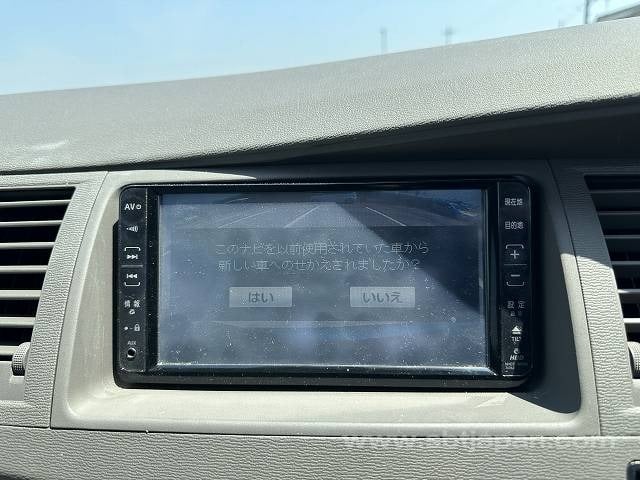 AV
このナビを以前使用されていた車から
新しい車へのせかえされましたか?
はい
いいえ
情報
AUX
現在地
目的地
+
−
設定
TILT
HDD
www.sbtjapan.com